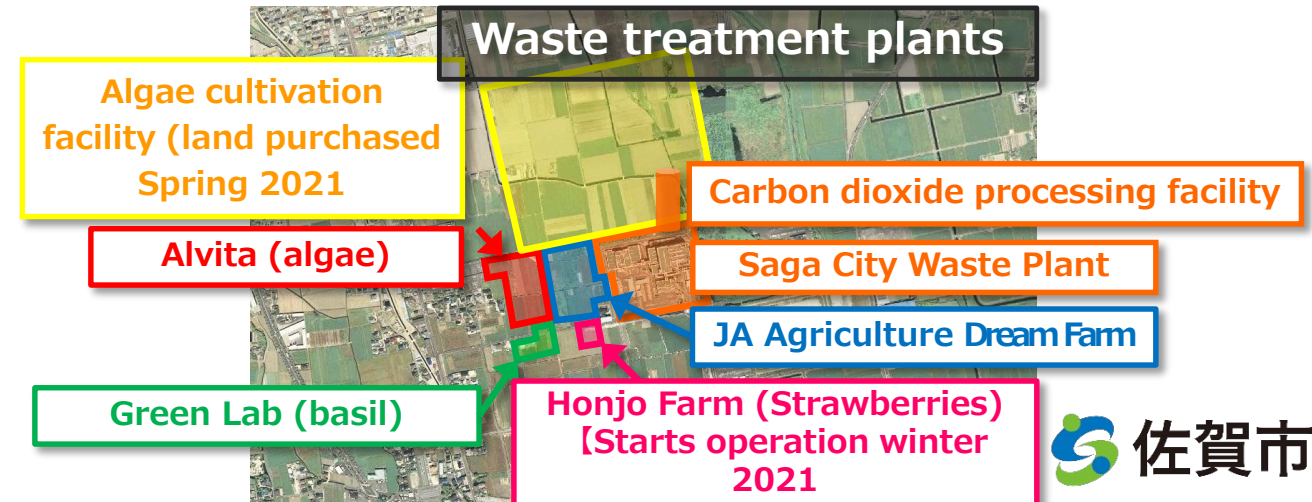 Waste treatment plants
Algae cultivation
facility (land purchased
Spring 2021
Carbon dioxide processing facility
Alvita (algae)
Saga City Waste Plant
JA Agriculture Dream Farm
Green Lab (basil)
Honjo Farm (Strawberries)
【Starts operation winter
2021
佐賀市